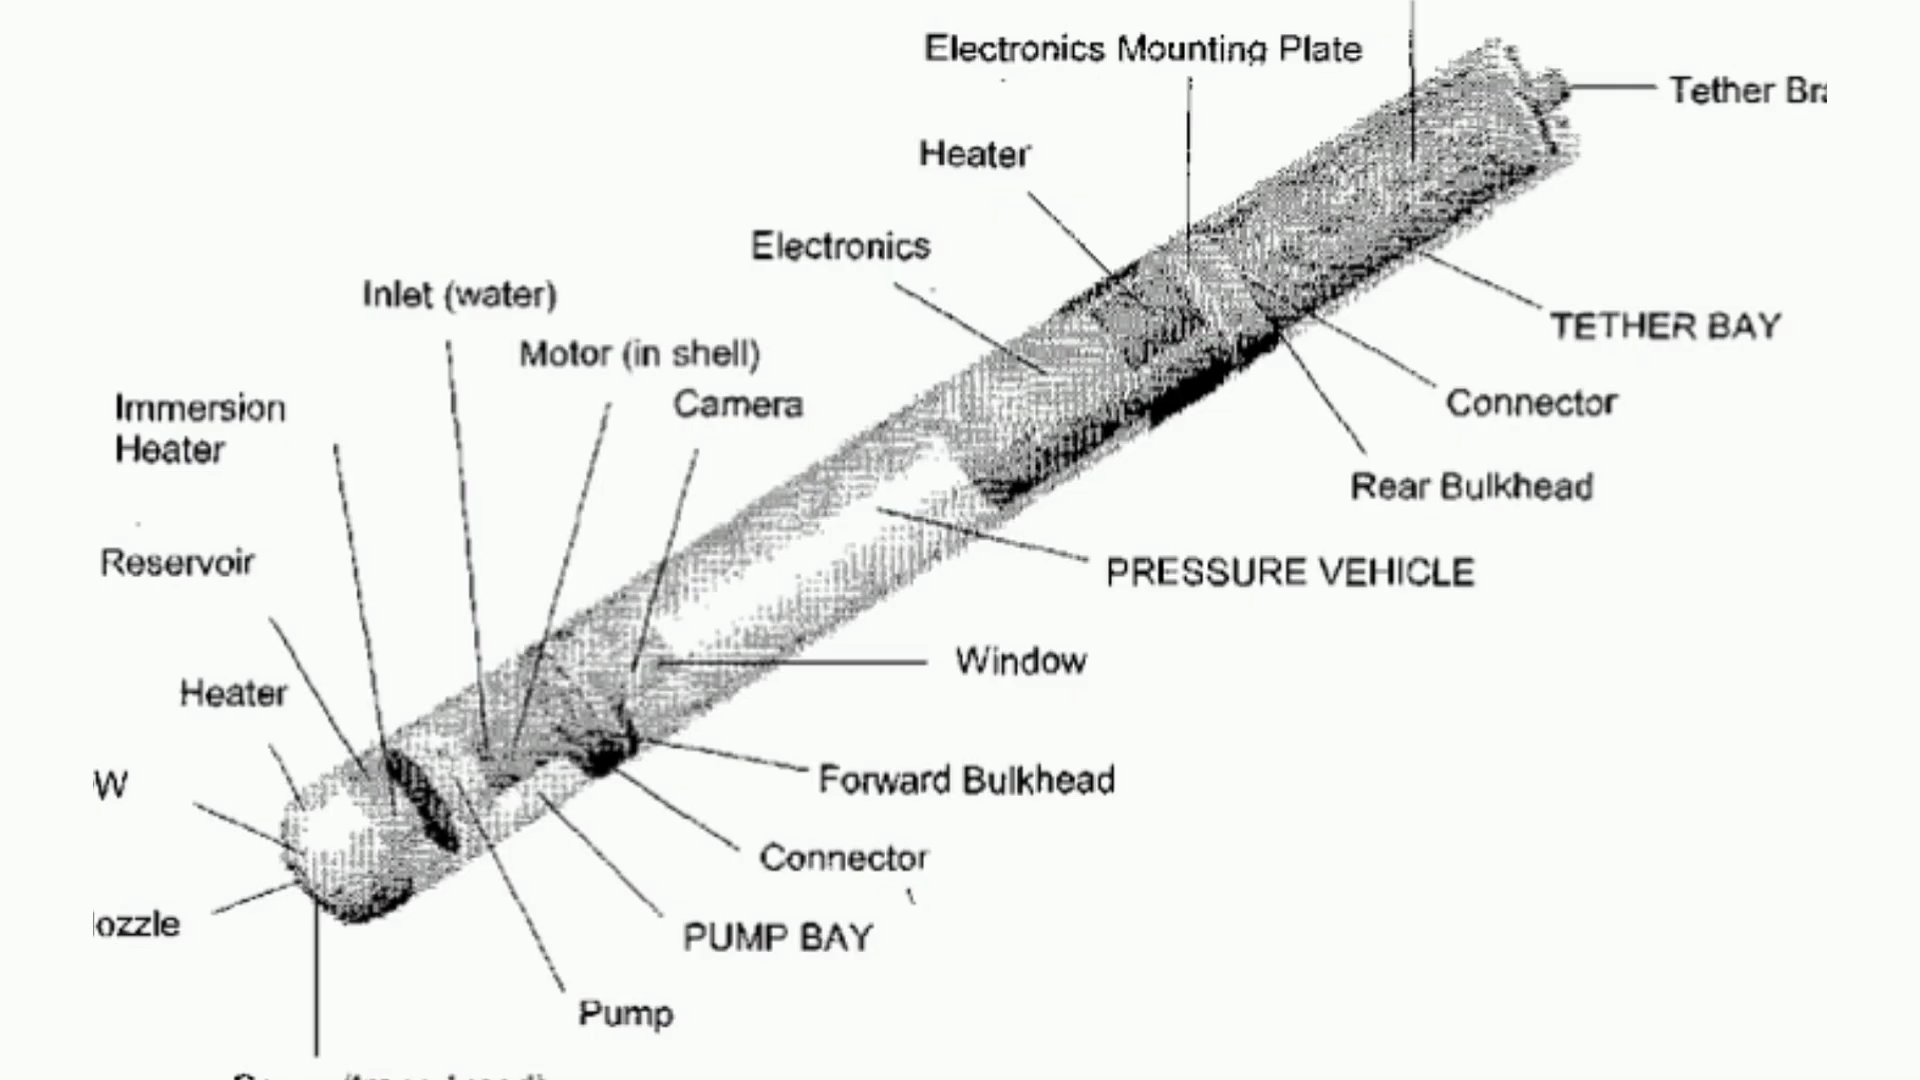 Electronics Mounting Plate
Tether
Heater
Electronics
Inlet (water)
TETHER BAY
Motor (in shell)
Camera
Connector
Immersion
Heater
Rear Bulkhead
Reservoir
PRESSURE VEHICLE
Window
Heater
W
Forward Bulkhead
Connector
ozzle
PUMP BAY
Pump